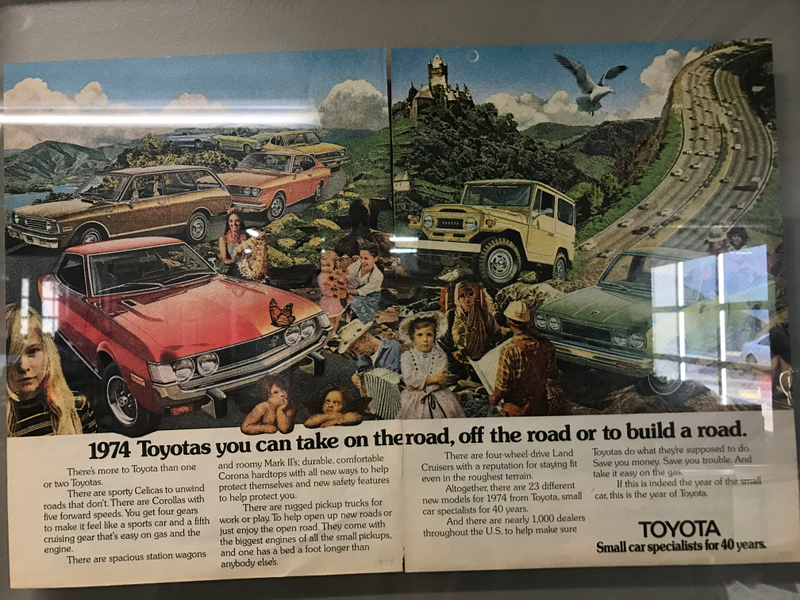 TOYOTA
1974 Toyotas you can take on the road, off the road or to build a road.
There's more to Toyota than one
or two Toyotas.
There are sporty Celicas to unwind
roads that don't. There are Corollas with
five forward speeds. You get four gears
to make it feel like a sports car and a fifth
cruising gear that's easy on gas and the
engine.
There are spacious station wagons
and roomy Mark II's; durable, comfortable
Corona hardtops with all new ways to help
protect themselves and new safety features
to help protect you.
There are rugged pickup trucks for
work or play. To help open up new roads or
just enjoy the open road. They come with
the biggest engines of all the small pickups,
and one has a bed a foot longer than
anybody else's.
There are four-wheel-drive Land
Cruisers with a reputation for staying fit
even in the roughest terrain.
Altogether, there are 23 different
new models for 1974 from Toyota, small
car specialists for 40 years.
And there are nearly 1,000 dealers
throughout the U.S. to help make sure
Toyotas do what they're supposed to do.
Save you money. Save you trouble. And
take it easy on the gas.
If this is indeed the year of the small
car, this is the year of Toyota.
TOYOTA
Small car specialists for 40 years.